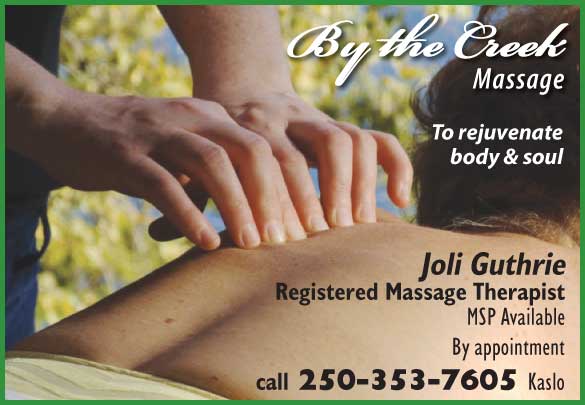 By the Creek
Massage
To rejuvenate
body & soul
Joli Guthrie
Registered Massage Therapist
MSP Available
By appointment
call 250-353-7605 Kaslo